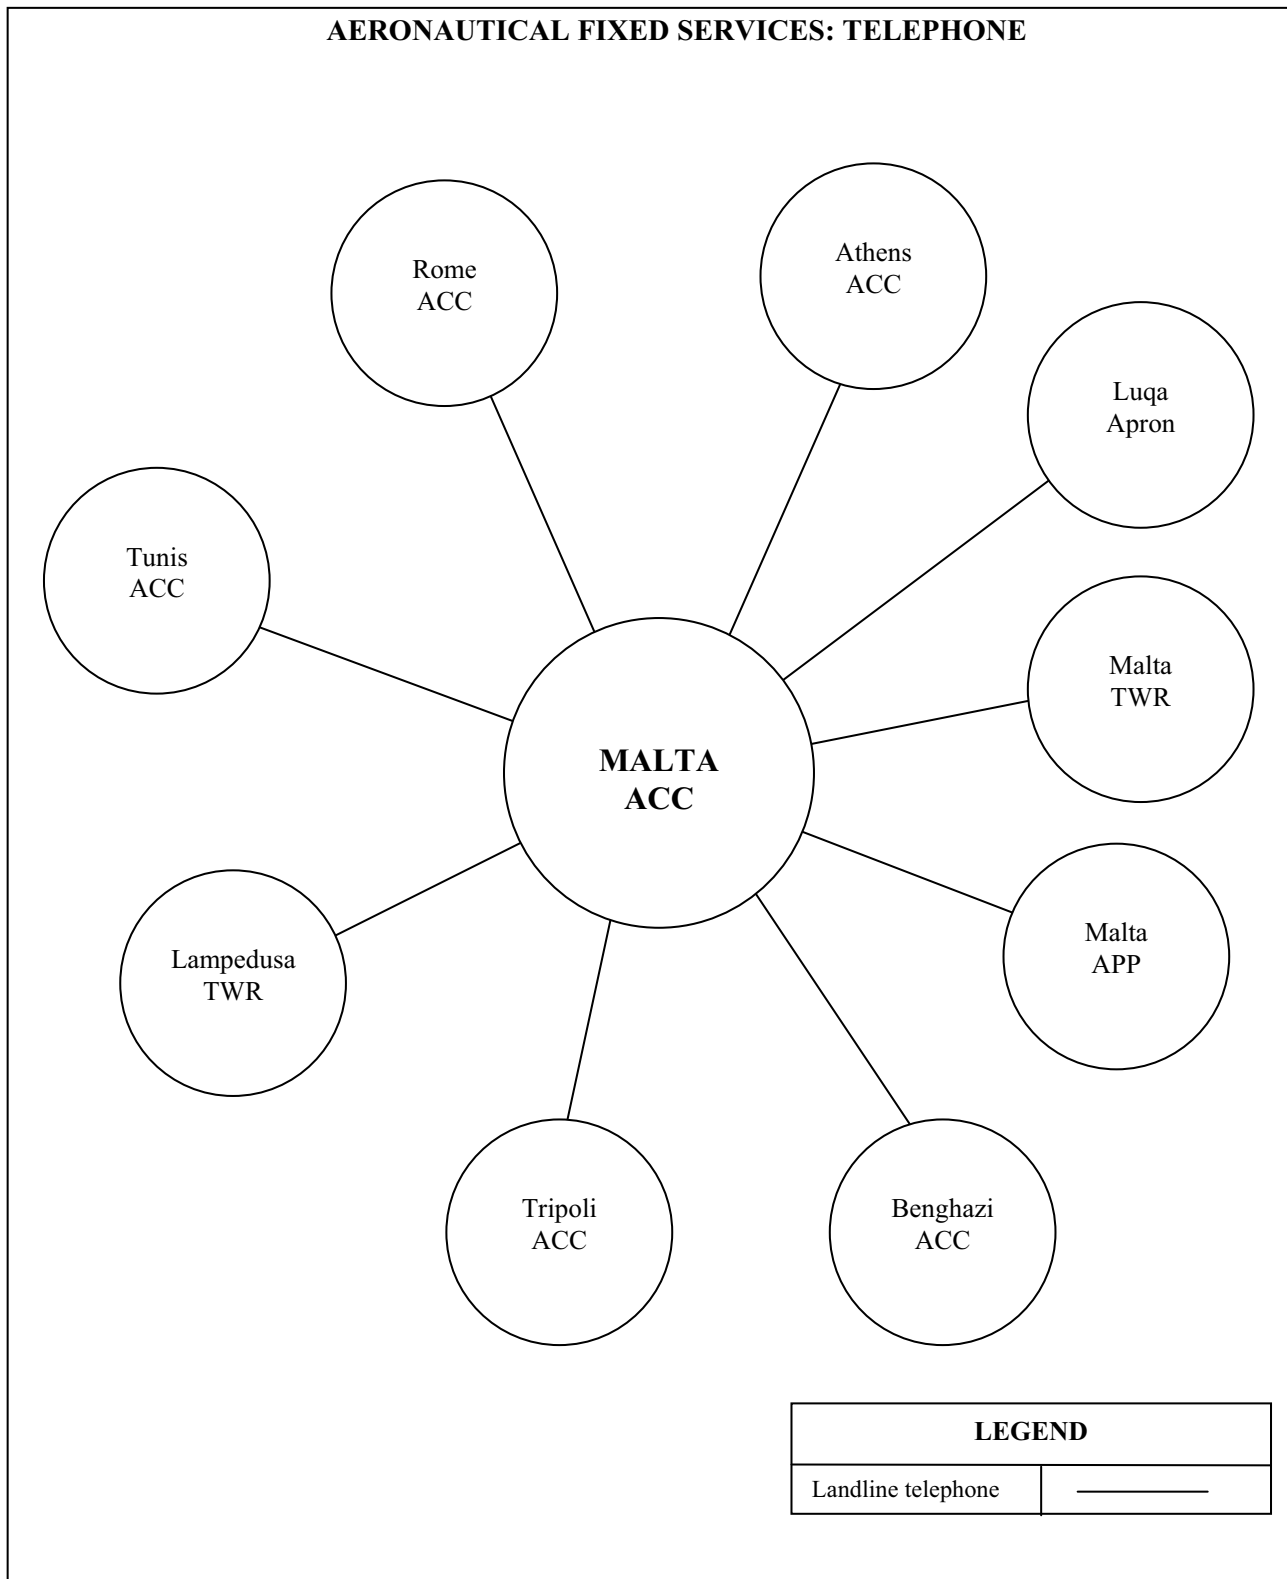 AERONAUTICAL FIXED SERVICES: TELEPHONE
Rome
ACC
Athens
ACC
Luqa
Apron
Tunis
ACC
Malta
TWR
MALTA
ACC
Malta
APP
Lampedusa
TWR
Tripoli
ACC
Benghazi
ACC
LEGEND
Landline telephone